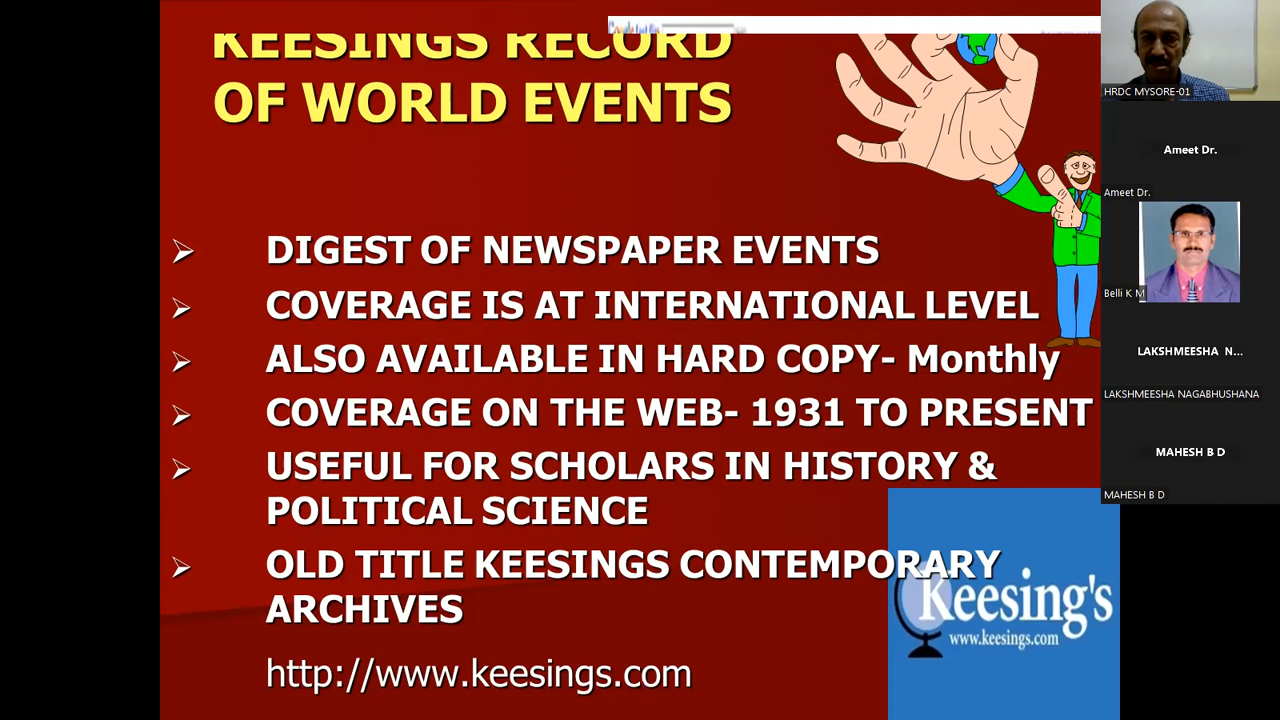 KEESINGS RECORD
OF WORLD EVENTS
DIGEST OF NEWSPAPER EVENTS
COVERAGE IS AT INTERNATIONAL LEVEL
ALSO AVAILABLE IN HARD COPY- Monthly
COVERAGE ON THE WEB- 1931 TO PRESENT
USEFUL FOR SCHOLARS IN HISTORY &
POLITICAL SCIENCE
OLD TITLE KEESINGS CONTEMPORARY
ARCHIVES
http://www.keesings.com
Keesing's
www.keesings.com
HRDC MYSORE-01
Ameet Dr.
Ameet Dr.
Belli K M
LAKSHMEESHA N...
LAKSHMEESHA NAGABHUSHANA
MAHESH B D
MAHESH B D